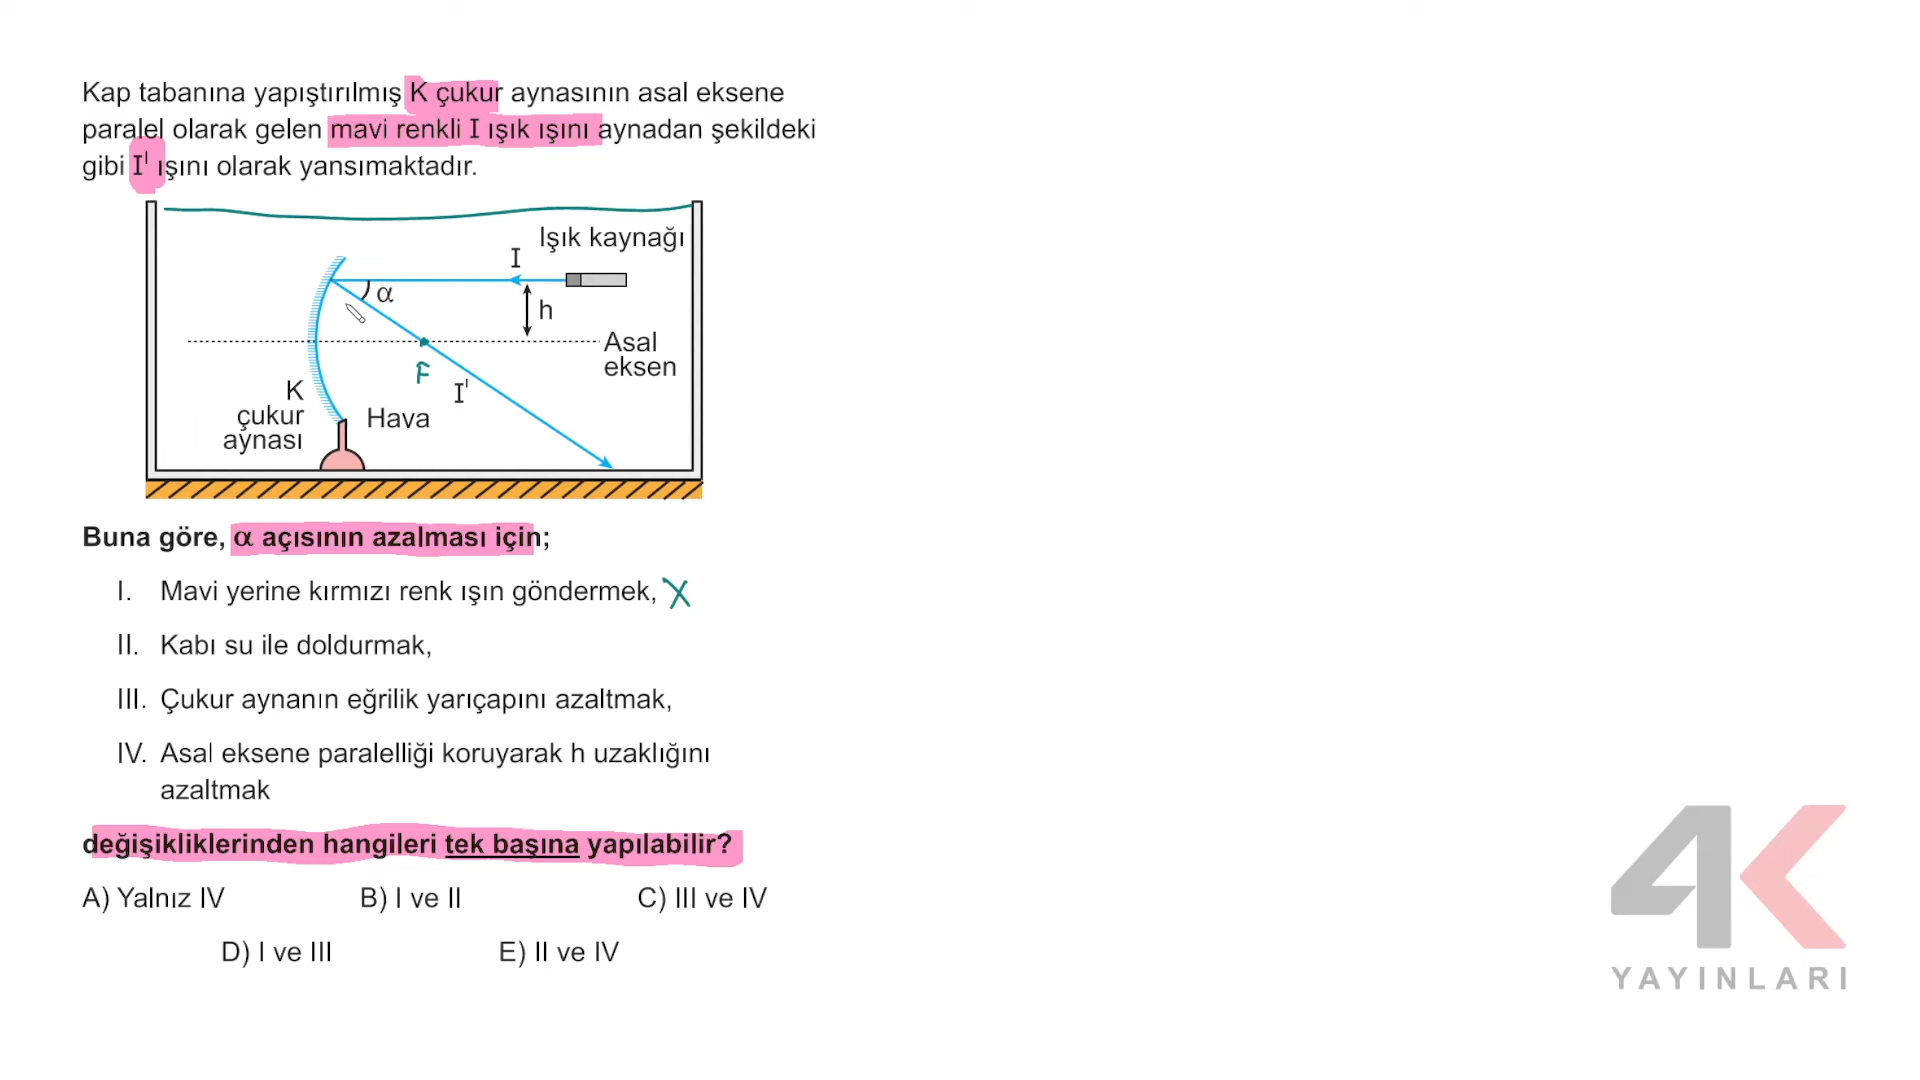 Kap tabanına yapıştırılmış K çukur aynasının asal eksene
paralel olarak gelen mavi renkli I ışık ışını aynadan şekildeki
gibi I' ışını olarak yansımaktadır.
Işık kaynağı
I
α
h
Asal
eksen
F
I'
K
çukur
aynası
Hava
Buna göre, α açısının azalması için;
I. Mavi yerine kırmızı renk ışın göndermek, X
II. Kabı su ile doldurmak,
III. Çukur aynanın eğrilik yarıçapını azaltmak,
IV. Asal eksene paralelliği koruyarak h uzaklığını
azaltmak
değişikliklerinden hangileri tek başına yapılabilir?
A) Yalnız IV B) I ve II C) III ve IV
D) I ve III E) II ve IV
4K
YAYINLARI